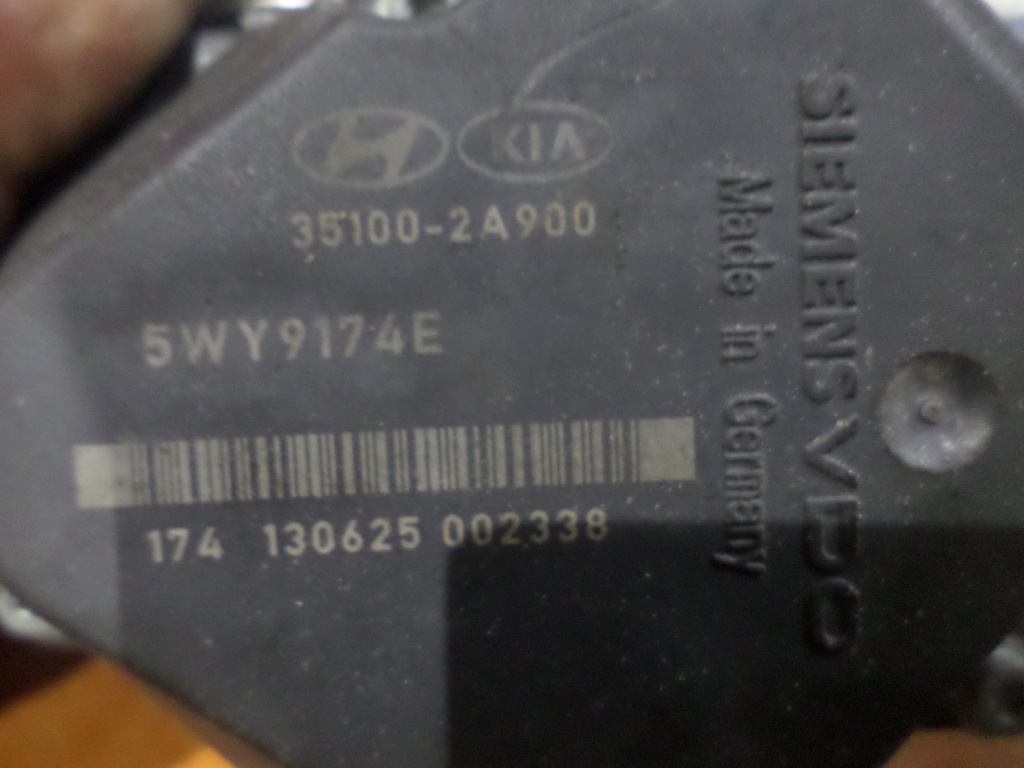 KIA
35100-2A900
5WY9174E
174 130625 002338
Made in Germany
SIEMENS VDO